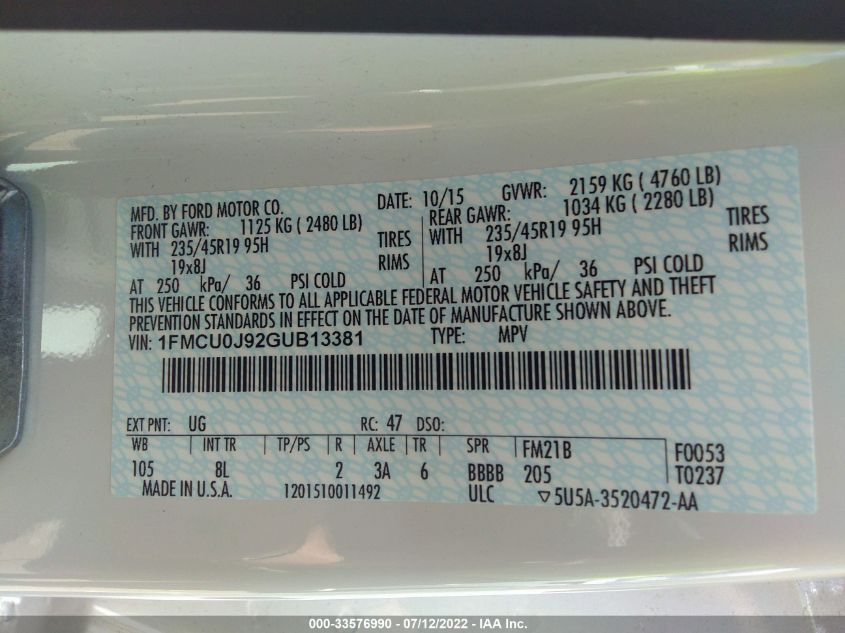 MFD. BY FORD MOTOR CO. DATE: 10/15 GVWR: 2159 KG ( 4760 LB)
FRONT GAWR: 1125 KG ( 2480 LB) REAR GAWR: 1034 KG ( 2280 LB)
WITH 235/45R19 95H TIRES WITH 235/45R19 95H TIRES
19x8J RIMS 19x8J RIMS
AT 250 kPa/ 36 PSI COLD AT 250 kPa/ 36 PSI COLD
THIS VEHICLE CONFORMS TO ALL APPLICABLE FEDERAL MOTOR VEHICLE SAFETY AND THEFT
PREVENTION STANDARDS IN EFFECT ON THE DATE OF MANUFACTURE SHOWN ABOVE.
VIN: 1FMCU0J92GUB13381 TYPE: MPV
EXT PNT: UG RC: 47 DSO:
WB INT TR TP/PS R AXLE TR SPR FM21B F0053
105 8L 2 3A 6 BBBB 205 T0237
MADE IN U.S.A. 1201510011492 ULC ▽5U5A-3520472-AA
000-33576990 - 07/12/2022 - IAA Inc.